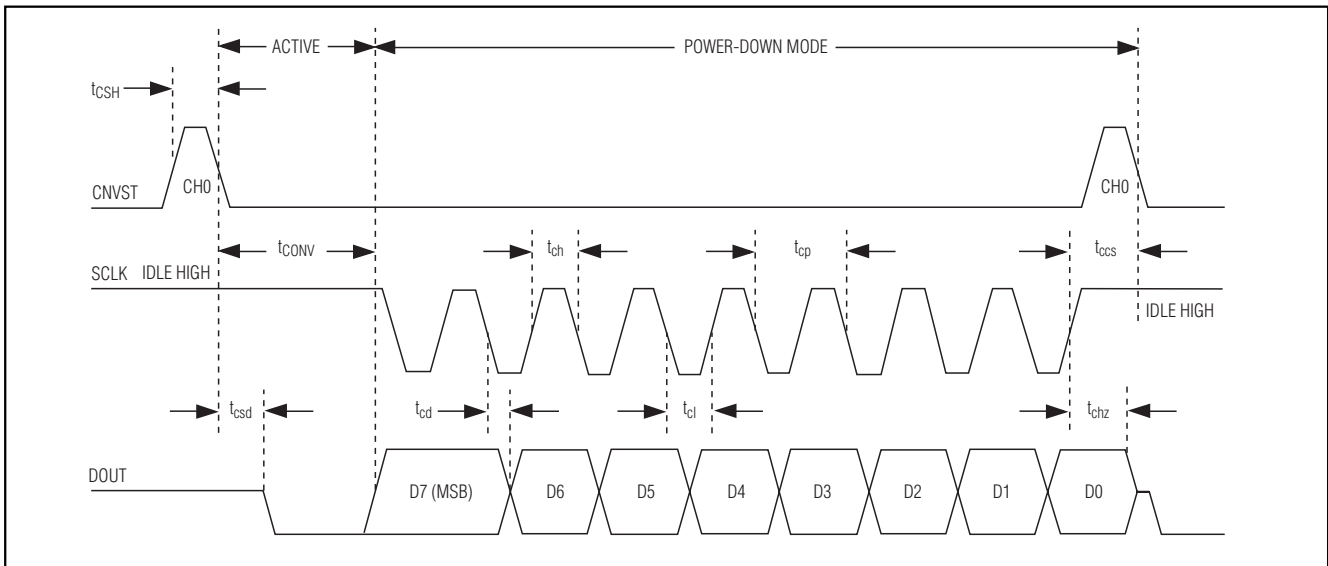 ACTIVE
POWER-DOWN MODE
tCSH
CNVST
CH0
CH0
tCONV
tch
tcp
tccs
SCLK IDLE HIGH
IDLE HIGH
tcsd
tcd
tcl
tchz
DOUT
D7 (MSB) D6 D5 D4 D3 D2 D1 D0